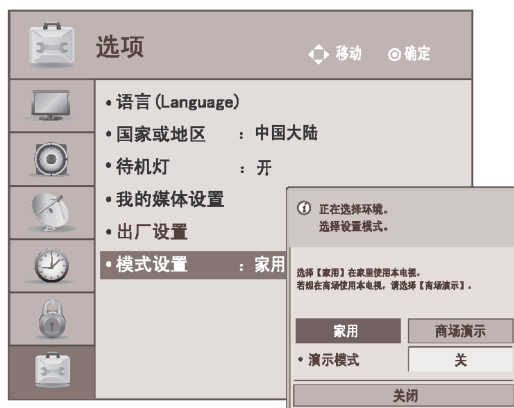 选项 移动 确定
• 语言(Language)
• 国家或地区 : 中国大陆
• 待机灯 : 开
• 我的媒体设置
• 出厂设置
• 模式设置 : 家用
i 正在选择环境。
选择设置模式。
选择【家用】在家里使用本电视。
若想在商场使用本电视，请选择【商场演示】.
家用 商场演示
• 演示模式 关
关闭